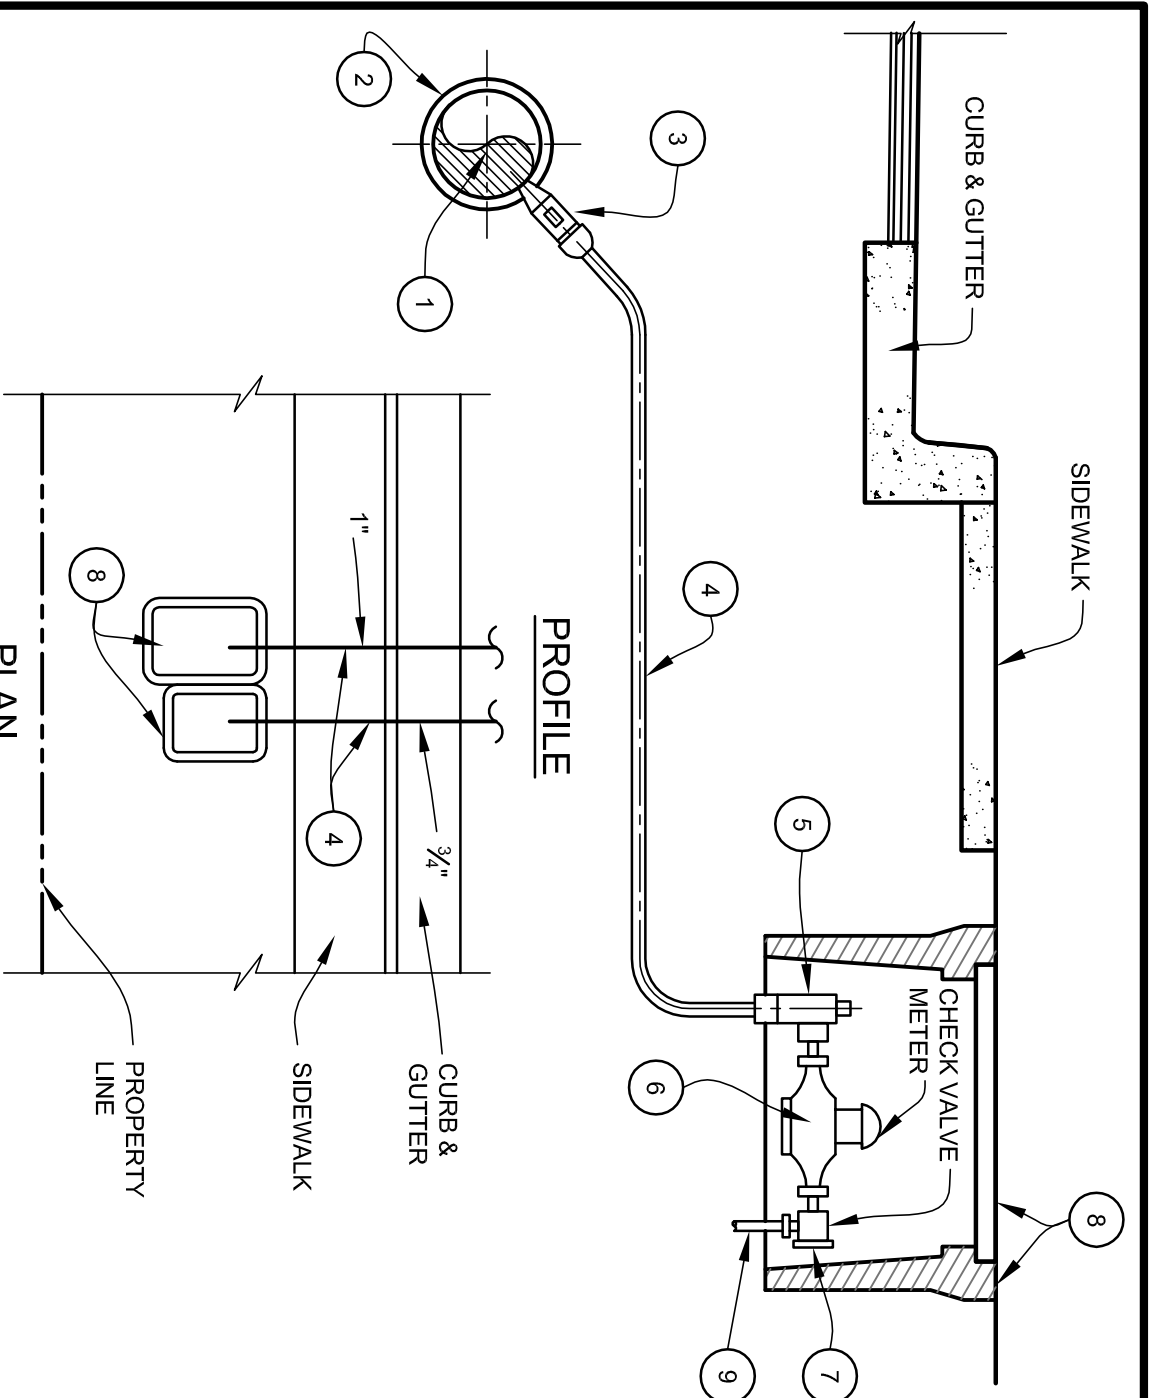 8
SIDEWALK
CURB & GUTTER
CHECK VALVE
METER
7
5
9
4
3
6
PROFILE
1
2
3/4"
CURB &
GUTTER
1"
4
SIDEWALK
8
PROPERTY
LINE
PLAN